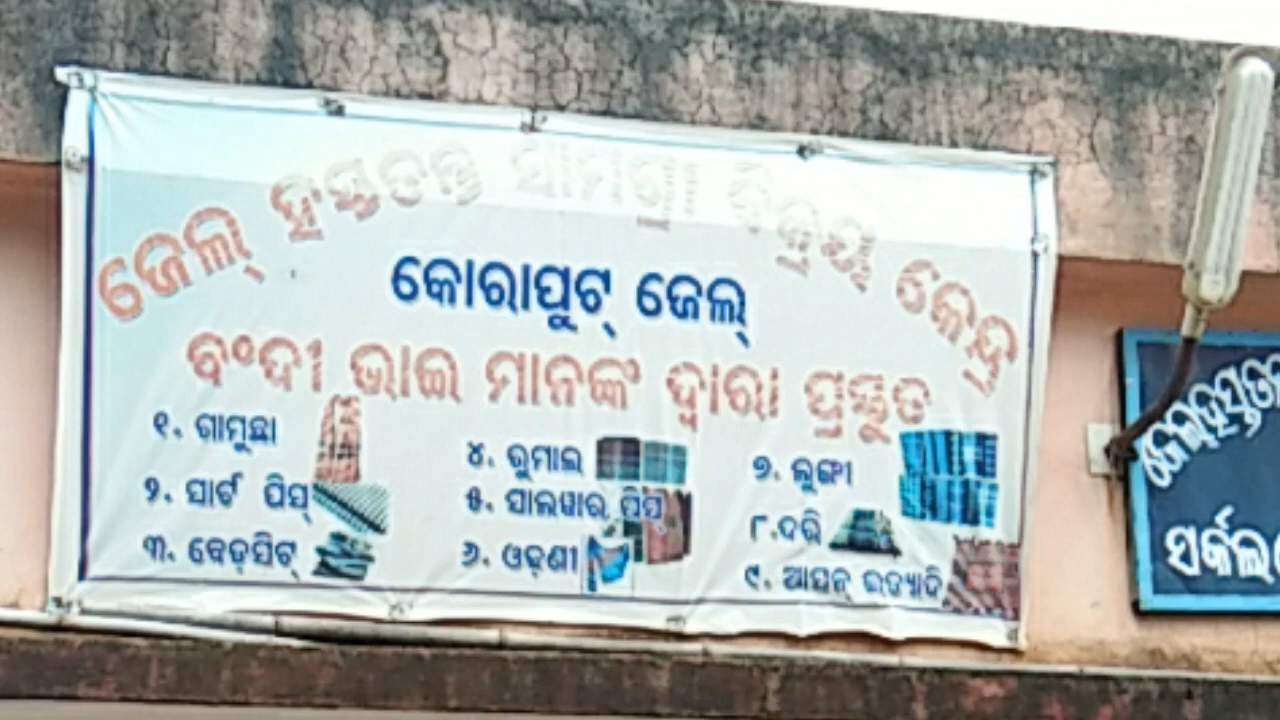 ଜେଲ୍ ହସ୍ତତନ୍ତ ସାମଗ୍ରୀ ବିକ୍ରୟ କେନ୍ଦ୍ର
କୋରାପୁଟ୍ ଜେଲ୍
ବଂଦୀ ଭାଇ ମାନଙ୍କ ଦ୍ୱାରା ପ୍ରସ୍ତୁତ
୧. ଗାମୁଛା
୨. ସାର୍ଟ ପିସ୍
୩. ବେଡ୍‌ସିଟ୍
୪. ରୁମାଲ
୫. ସାଲୱାର ପିସ୍
୬. ଓଢ଼ଣୀ
୭. ଲୁଙ୍ଗୀ
୮.ଦରି
୯. ଆସନ୍ ଇତ୍ୟାଦି
ସର୍କଲ